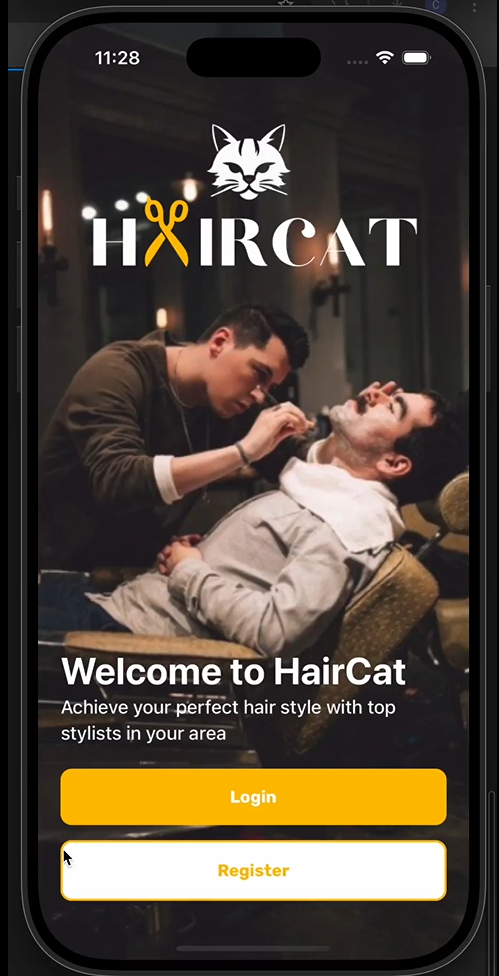 C
11:28
HAIRCAT
Welcome to HairCat
Achieve your perfect hair style with top
stylists in your area
Login
Register